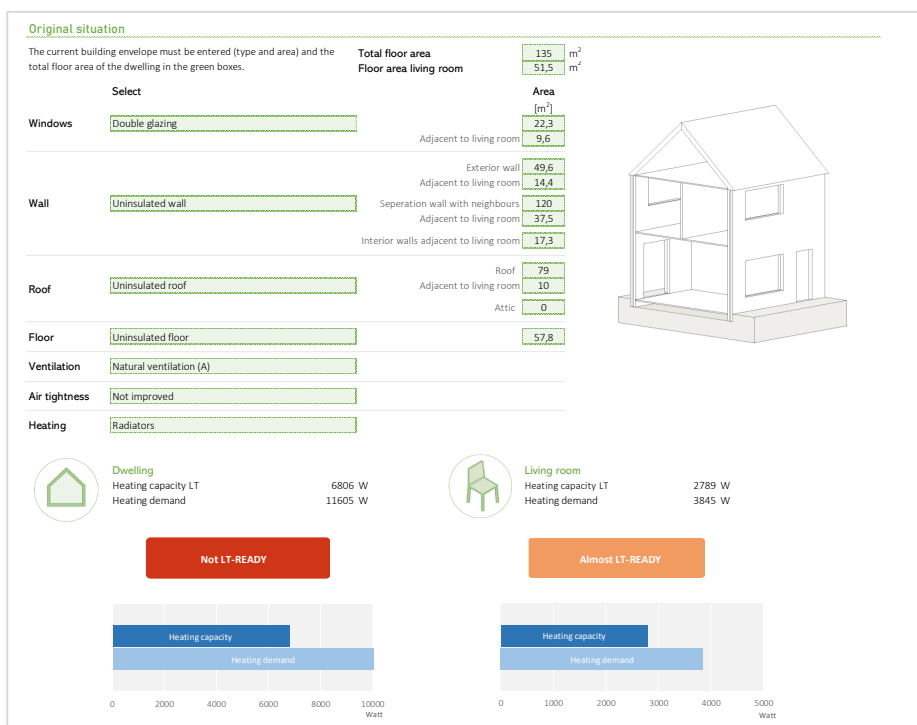 Original situation
The current building envelope must be entered (type and area) and the
total floor area of the dwelling in the green boxes.
Total floor area 135 m²
Floor area living room 51,5 m²
Select Area
[m²]
Windows Double glazing 22,3
Adjacent to living room 9,6
Exterior wall 49,6
Adjacent to living room 14,4
Wall Uninsulated wall Seperation wall with neighbours 120
Adjacent to living room 37,5
Interior walls adjacent to living room 17,3
Roof 79
Roof Uninsulated roof Adjacent to living room 10
Attic 0
Floor Uninsulated floor 57,8
Ventilation Natural ventilation (A)
Air tightness Not improved
Heating Radiators
Dwelling
Heating capacity LT 6806 W
Heating demand 11605 W
Living room
Heating capacity LT 2789 W
Heating demand 3845 W
Not LT-READY
Almost LT-READY
Heating capacity
Heating demand
0 2000 4000 6000 8000 10000
Watt
Heating capacity
Heating demand
0 1000 2000 3000 4000 5000
Watt